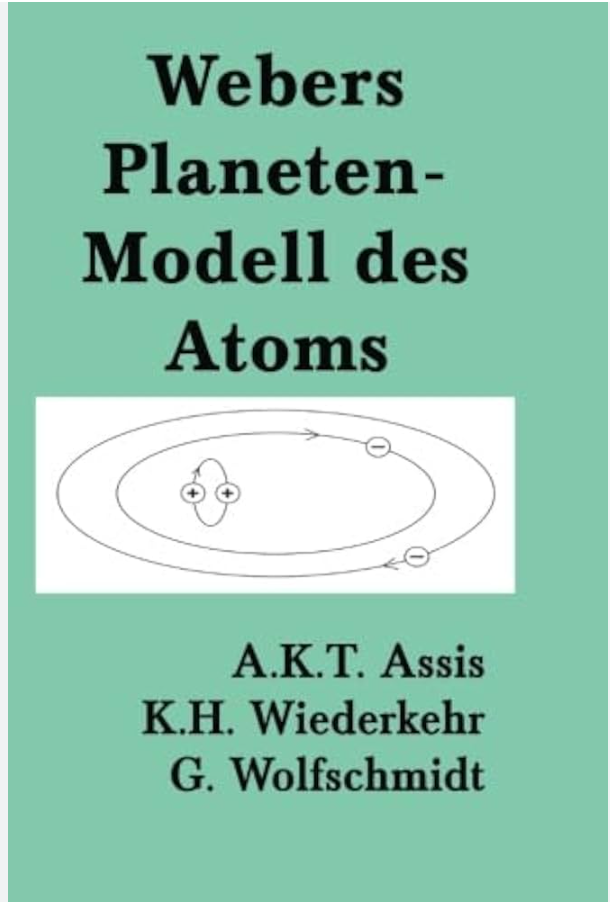 Webers
Planeten-
Modell des
Atoms
−
+ +
−
A.K.T. Assis
K.H. Wiederkehr
G. Wolfschmidt